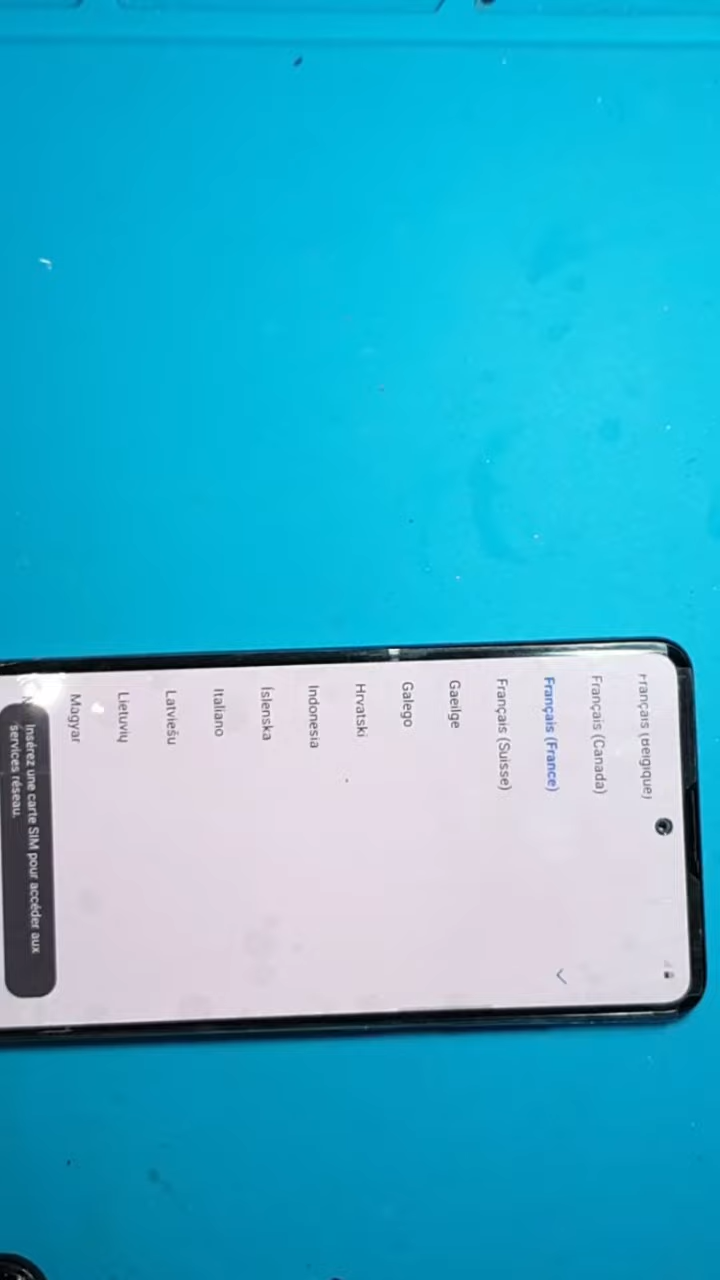 Français (Belgique)
Français (Canada)
Français (France)
Français (Suisse)
Gaeilge
Galego
Hrvatski
Indonesia
Íslenska
Italiano
Latviešu
Lietuvių
Magyar
Insérez une carte SIM pour accéder aux
services réseau.